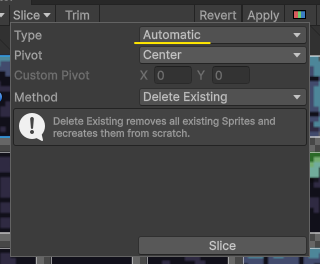 Slice Trim Revert Apply
Type Automatic
Pivot Center
Custom Pivot X 0 Y 0
Method Delete Existing
Delete Existing removes all existing Sprites and
recreates them from scratch.
Slice